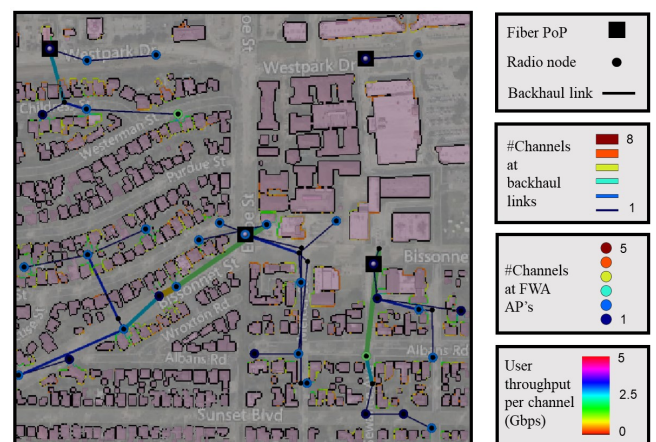 Westpark Dr
oe St
Westpark Dr
Childre
Westerman St
Purdue St
Bissonnet St
Bissonne
Wroxton Rd
Albans Rd
Albans Rd
Sunset Blvd
Fiber PoP
Radio node
Backhaul link
#Channels
at
backhaul
links
8
1
#Channels
at FWA
AP's
5
1
User
throughput
per channel
(Gbps)
5
2.5
0